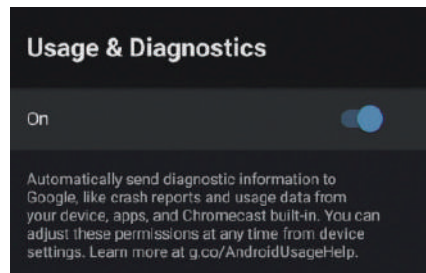 Usage & Diagnostics
On
Automatically send diagnostic information to
Google, like crash reports and usage data from
your device, apps, and Chromecast built-in. You can
adjust these permissions at any time from device
settings. Learn more at g.co/AndroidUsageHelp.